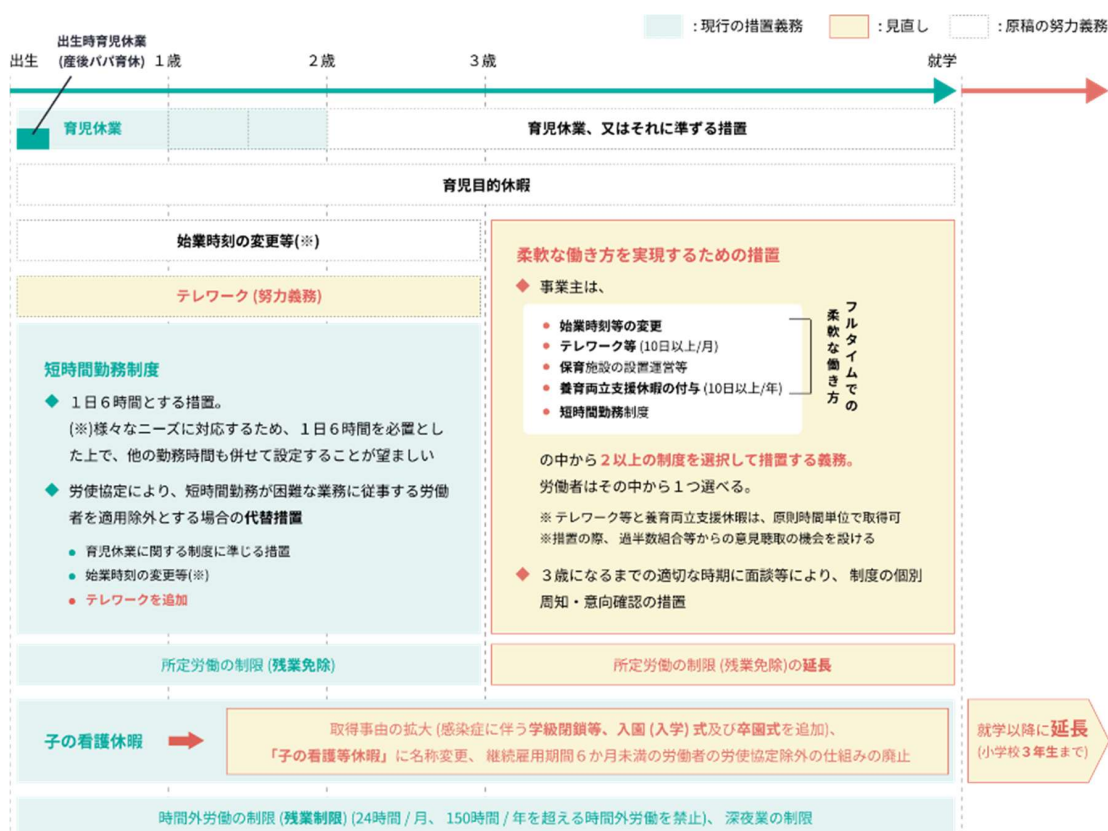 ：現行の措置義務
：見直し
：原稿の努力義務
出生時育児休業
(産後パパ育休)
出生
１歳
２歳
３歳
就学
育児休業
育児休業、又はそれに準ずる措置
育児目的休暇
始業時刻の変更等(※)
テレワーク (努力義務)
短時間勤務制度
１日６時間とする措置。
(※)様々なニーズに対応するため、１日６時間を必置とし
た上で、他の勤務時間も併せて設定することが望ましい
労使協定により、短時間勤務が困難な業務に従事する労働
者を適用除外とする場合の代替措置
育児休業に関する制度に準じる措置
始業時刻の変更等(※)
テレワークを追加
柔軟な働き方を実現するための措置
事業主は、
始業時刻等の変更
テレワーク等 (10日以上/月)
保育施設の設置運営等
養育両立支援休暇の付与 (10日以上/年)
短時間勤務制度
フルタイムでの
柔軟な働き方
の中から２以上の制度を選択して措置する義務。
労働者はその中から１つ選べる。
※ テレワーク等と養育両立支援休暇は、原則時間単位で取得可
※措置の際、 過半数組合等からの意見聴取の機会を設ける
３歳になるまでの適切な時期に面談等により、 制度の個別
周知・意向確認の措置
所定労働の制限 (残業免除)
所定労働の制限 (残業免除)の延長
子の看護休暇
取得事由の拡大 (感染症に伴う学級閉鎖等、入園 (入学) 式及び卒園式を追加)、
「子の看護等休暇」に名称変更、 継続雇用期間６か月未満の労働者の労使協定除外の仕組みの廃止
就学以降に延長
(小学校３年生まで)
時間外労働の制限 (残業制限) (24時間 / 月、 150時間 / 年を超える時間外労働を禁止)、 深夜業の制限